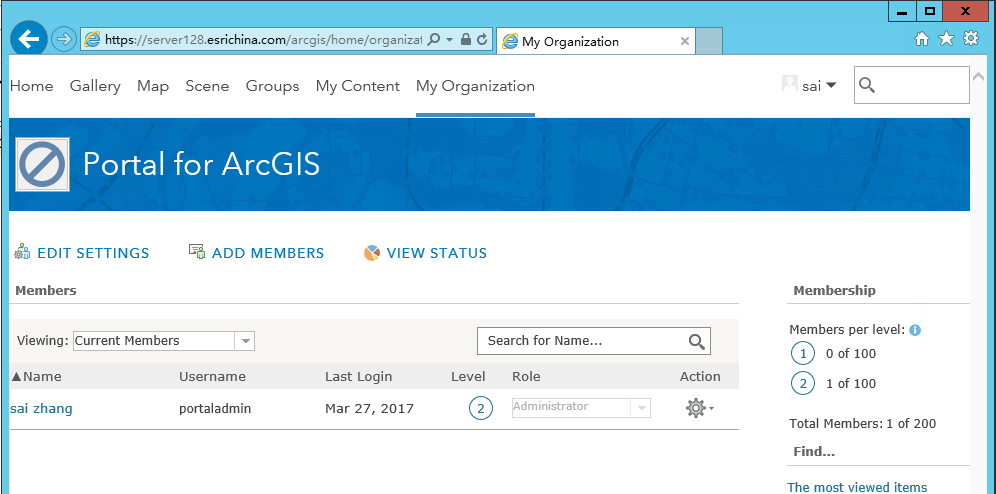 https://server128.esrichina.com/arcgis/home/organizat
My Organization
Home Gallery Map Scene Groups My Content My Organization sai
Portal for ArcGIS
EDIT SETTINGS ADD MEMBERS VIEW STATUS
Members
Viewing: Current Members Search for Name...
Name Username Last Login Level Role Action
sai zhang portaladmin Mar 27, 2017 2 Administrator
Membership
Members per level:
1 0 of 100
2 1 of 100
Total Members: 1 of 200
Find...
The most viewed items